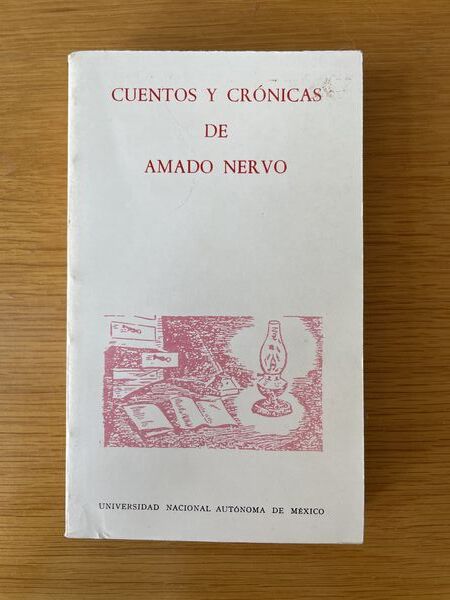 CUENTOS Y CRÓNICAS
DE
AMADO NERVO
UNIVERSIDAD NACIONAL AUTÓNOMA DE MÉXICO